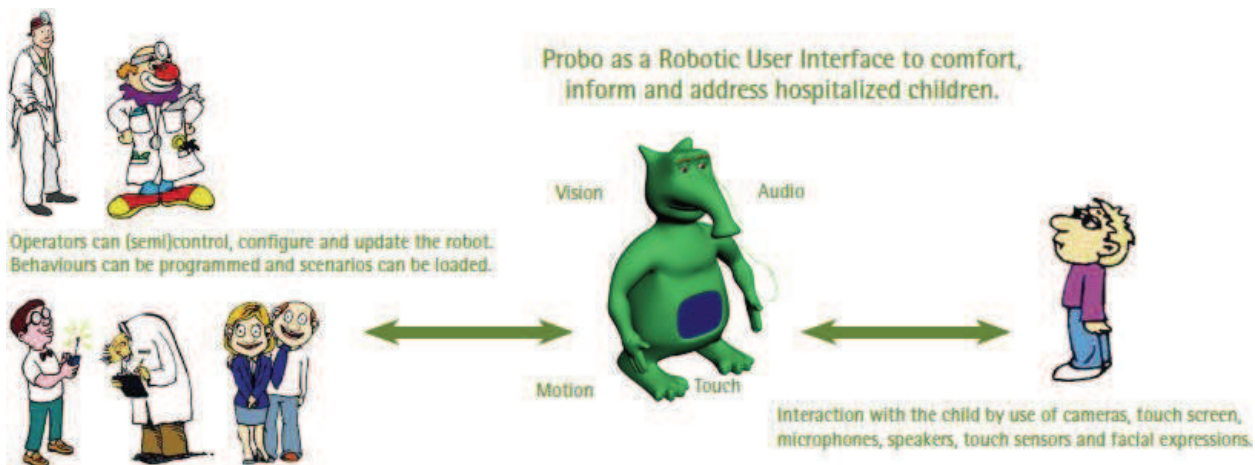 Probo as a Robotic User Interface to comfort,
inform and address hospitalized children.
Vision
Audio
Operators can (semi)control, configure and update the robot.
Behaviours can be programmed and scenarios can be loaded.
Motion
Touch
Interaction with the child by use of cameras, touch screen,
microphones, speakers, touch sensors and facial expressions.